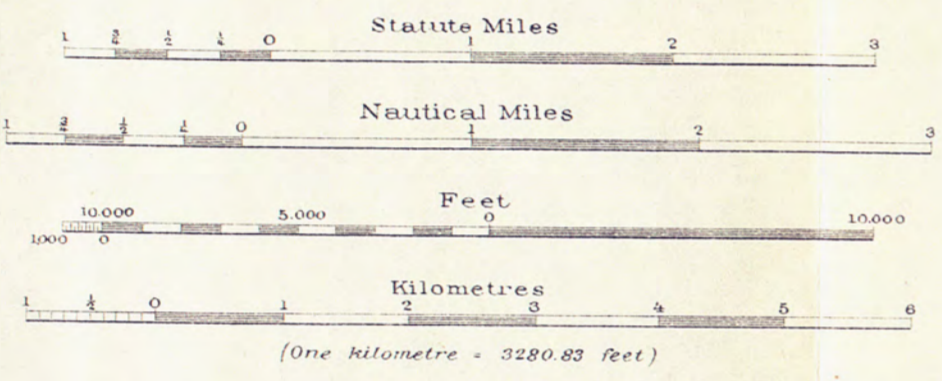 Statute Miles
1 ¾ ½ ¼ 0 1 2 3
Nautical Miles
1 ¾ ½ ¼ 0 1 2 3
Feet
10.000 5.000 0 10.000
1,000 0
Kilometres
1 ½ 0 1 2 3 4 5 6
(One kilometre = 3280.83 feet)